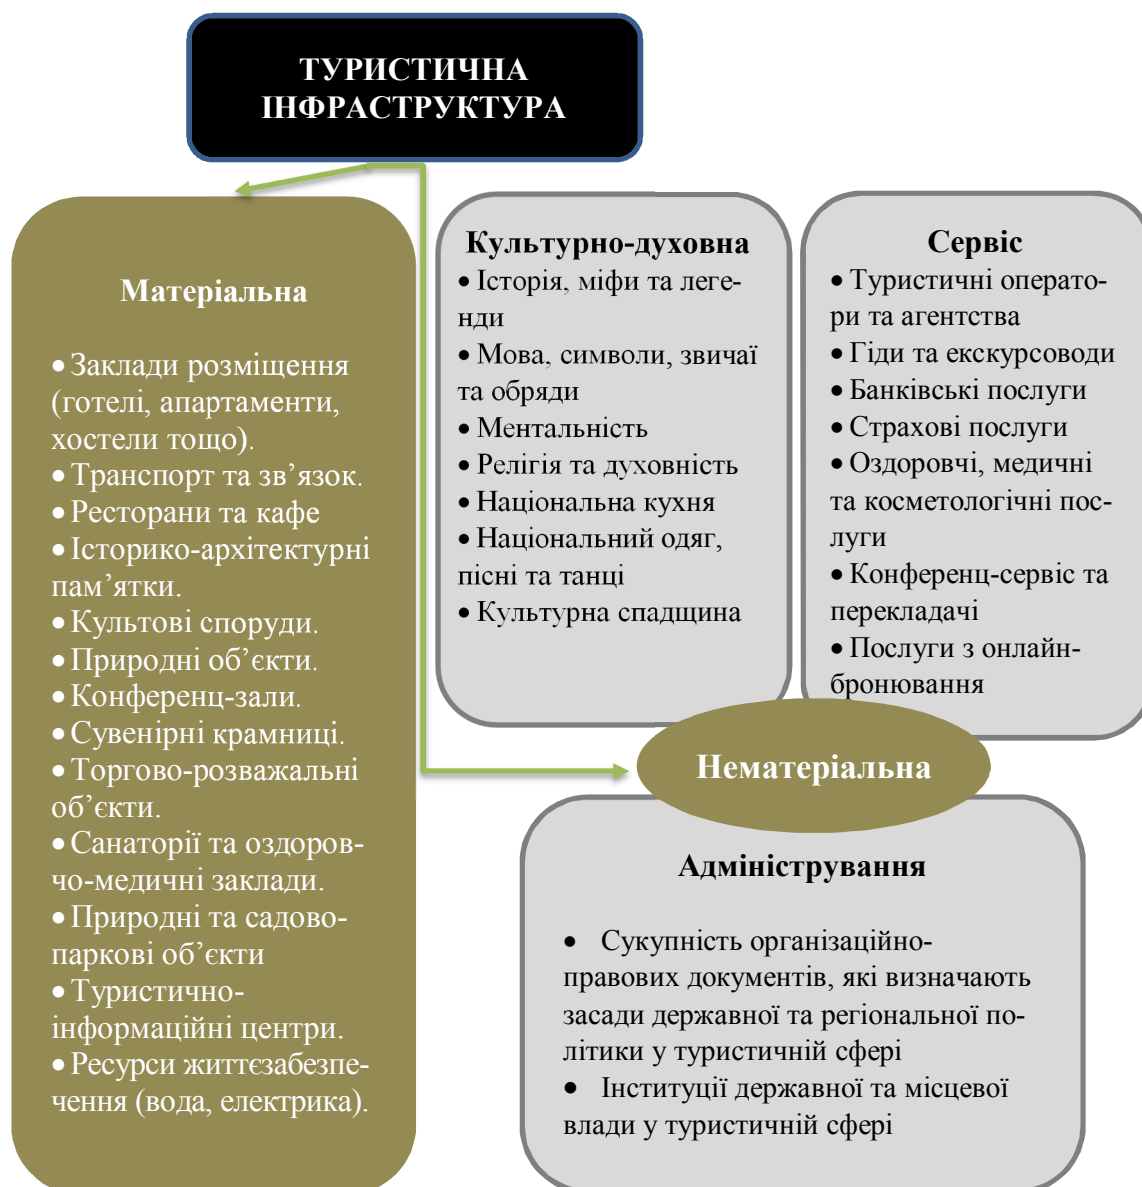 ТУРИСТИЧНА
ІНФРАСТРУКТУРА
Матеріальна
• Заклади розміщення
(готелі, апартаменти,
хостели тощо).
• Транспорт та зв’язок.
• Ресторани та кафе
• Історико-архітектурні
пам’ятки.
• Культові споруди.
• Природні об’єкти.
• Конференц-зали.
• Сувенірні крамниці.
• Торгово-розважальні
об’єкти.
• Санаторії та оздоров-
чо-медичні заклади.
• Природні та садово-
паркові об’єкти
• Туристично-
інформаційні центри.
• Ресурси життєзабезпе-
чення (вода, електрика).
Культурно-духовна
• Історія, міфи та леге-
нди
• Мова, символи, звичаї
та обряди
• Ментальність
• Релігія та духовність
• Національна кухня
• Національний одяг,
пісні та танці
• Культурна спадщина
Сервіс
• Туристичні операто-
ри та агентства
• Гіди та екскурсоводи
• Банківські послуги
• Страхові послуги
• Оздоровчі, медичні
та косметологічні пос-
луги
• Конференц-сервіс та
перекладачі
• Послуги з онлайн-
бронювання
Нематеріальна
Адміністрування
• Сукупність організаційно-
правових документів, які визначають
засади державної та регіональної по-
літики у туристичній сфері
• Інституції державної та місцевої
влади у туристичній сфері